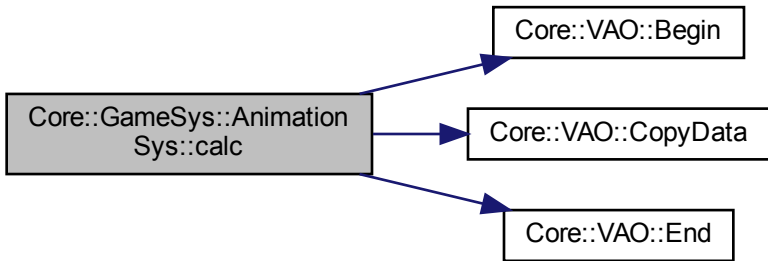 Core::VAO::Begin
Core::GameSys::Animation
Sys::calc
Core::VAO::CopyData
Core::VAO::End